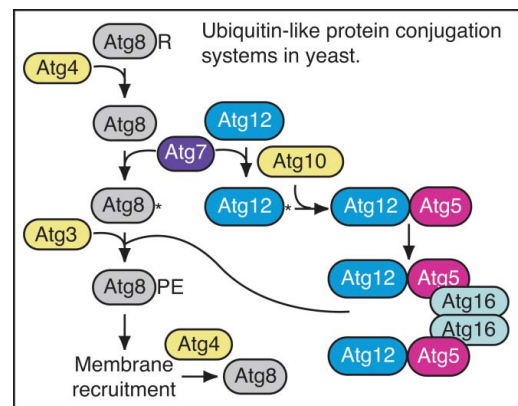 Ubiquitin-like protein conjugation
systems in yeast.
Atg8 R
Atg4
Atg8
Atg12
Atg7
Atg10
Atg8 *
Atg12 *
Atg12 Atg5
Atg3
Atg12 Atg5
Atg8 PE
Atg16
Atg16
Atg4
Atg12 Atg5
Membrane
recruitment
Atg8